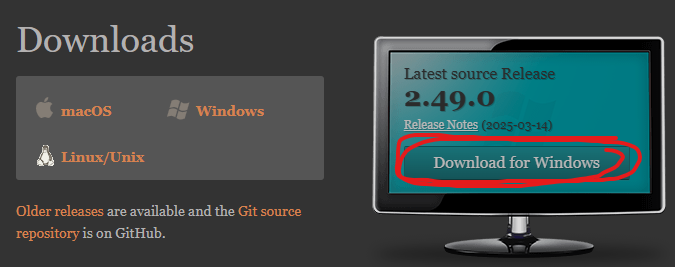 Downloads
macOS
Windows
Linux/Unix
Older releases are available and the Git source
repository is on GitHub.
Latest source Release
2.49.0
Release Notes (2025-03-14)
Download for Windows